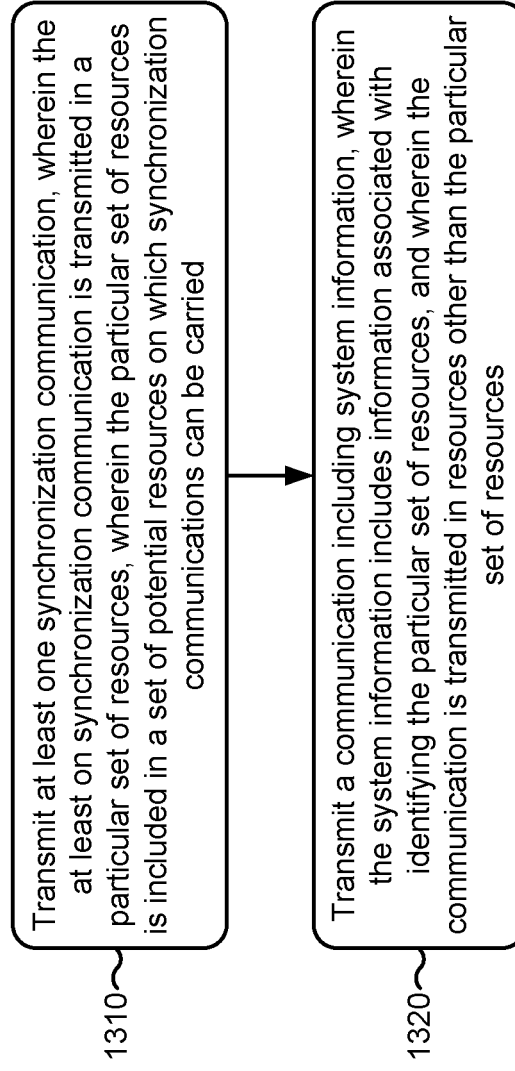 Transmit at least one synchronization communication, wherein the
at least on synchronization communication is transmitted in a
particular set of resources, wherein the particular set of resources
is included in a set of potential resources on which synchronization
communications can be carried
1310
Transmit a communication including system information, wherein
the system information includes information associated with
identifying the particular set of resources, and wherein the
communication is transmitted in resources other than the particular
set of resources
1320